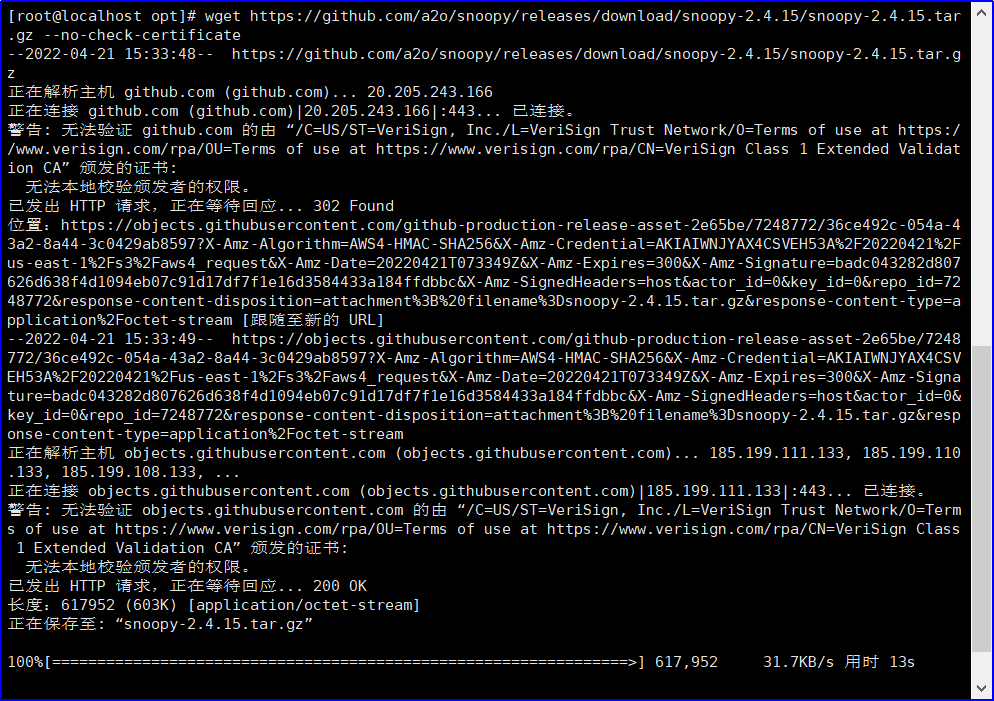 [root@localhost opt]# wget https://github.com/a2o/snoopy/releases/download/snoopy-2.4.15/snoopy-2.4.15.tar
.gz --no-check-certificate
--2022-04-21 15:33:48--  https://github.com/a2o/snoopy/releases/download/snoopy-2.4.15/snoopy-2.4.15.tar.g
z
正在解析主机 github.com (github.com)... 20.205.243.166
正在连接 github.com (github.com)|20.205.243.166|:443... 已连接。
警告: 无法验证 github.com 的由 “/C=US/ST=VeriSign, Inc./L=VeriSign Trust Network/O=Terms of use at https:/
/www.verisign.com/rpa/OU=Terms of use at https://www.verisign.com/rpa/CN=VeriSign Class 1 Extended Validat
ion CA” 颁发的证书:
  无法本地校验颁发者的权限。
已发出 HTTP 请求，正在等待回应... 302 Found
位置：https://objects.githubusercontent.com/github-production-release-asset-2e65be/7248772/36ce492c-054a-4
3a2-8a44-3c0429ab8597?X-Amz-Algorithm=AWS4-HMAC-SHA256&X-Amz-Credential=AKIAIWNJYAX4CSVEH53A%2F20220421%2F
us-east-1%2Fs3%2Faws4_request&X-Amz-Date=20220421T073349Z&X-Amz-Expires=300&X-Amz-Signature=badc043282d807
626d638f4d1094eb07c91d17df7f1e16d3584433a184ffdbbc&X-Amz-SignedHeaders=host&actor_id=0&key_id=0&repo_id=72
48772&response-content-disposition=attachment%3B%20filename%3Dsnoopy-2.4.15.tar.gz&response-content-type=a
pplication%2Foctet-stream [跟随至新的 URL]
--2022-04-21 15:33:49--  https://objects.githubusercontent.com/github-production-release-asset-2e65be/7248
772/36ce492c-054a-43a2-8a44-3c0429ab8597?X-Amz-Algorithm=AWS4-HMAC-SHA256&X-Amz-Credential=AKIAIWNJYAX4CSV
EH53A%2F20220421%2Fus-east-1%2Fs3%2Faws4_request&X-Amz-Date=20220421T073349Z&X-Amz-Expires=300&X-Amz-Signa
ture=badc043282d807626d638f4d1094eb07c91d17df7f1e16d3584433a184ffdbbc&X-Amz-SignedHeaders=host&actor_id=0&
key_id=0&repo_id=7248772&response-content-disposition=attachment%3B%20filename%3Dsnoopy-2.4.15.tar.gz&resp
onse-content-type=application%2Foctet-stream
正在解析主机 objects.githubusercontent.com (objects.githubusercontent.com)... 185.199.111.133, 185.199.110
.133, 185.199.108.133, ...
正在连接 objects.githubusercontent.com (objects.githubusercontent.com)|185.199.111.133|:443... 已连接。
警告: 无法验证 objects.githubusercontent.com 的由 “/C=US/ST=VeriSign, Inc./L=VeriSign Trust Network/O=Term
s of use at https://www.verisign.com/rpa/OU=Terms of use at https://www.verisign.com/rpa/CN=VeriSign Class
 1 Extended Validation CA” 颁发的证书:
  无法本地校验颁发者的权限。
已发出 HTTP 请求，正在等待回应... 200 OK
长度：617952 (603K) [application/octet-stream]
正在保存至: “snoopy-2.4.15.tar.gz”
100%[================================================================>] 617,952     31.7KB/s 用时 13s